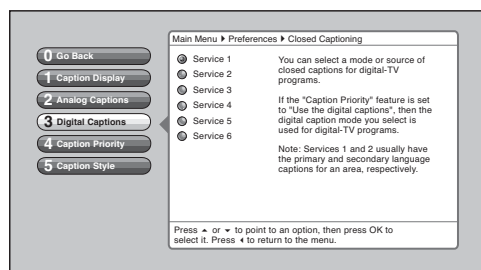 Main Menu ▶ Preferences ▶ Closed Captioning
0 Go Back
1 Caption Display
2 Analog Captions
3 Digital Captions
4 Caption Priority
5 Caption Style
Service 1
Service 2
Service 3
Service 4
Service 5
Service 6
You can select a mode or source of
closed captions for digital-TV
programs.
If the "Caption Priority" feature is set
to "Use the digital captions", then the
digital caption mode you select is
used for digital-TV programs.
Note: Services 1 and 2 usually have
the primary and secondary language
captions for an area, respectively.
Press ▲ or ▼ to point to an option, then press OK to
select it. Press ◀ to return to the menu.